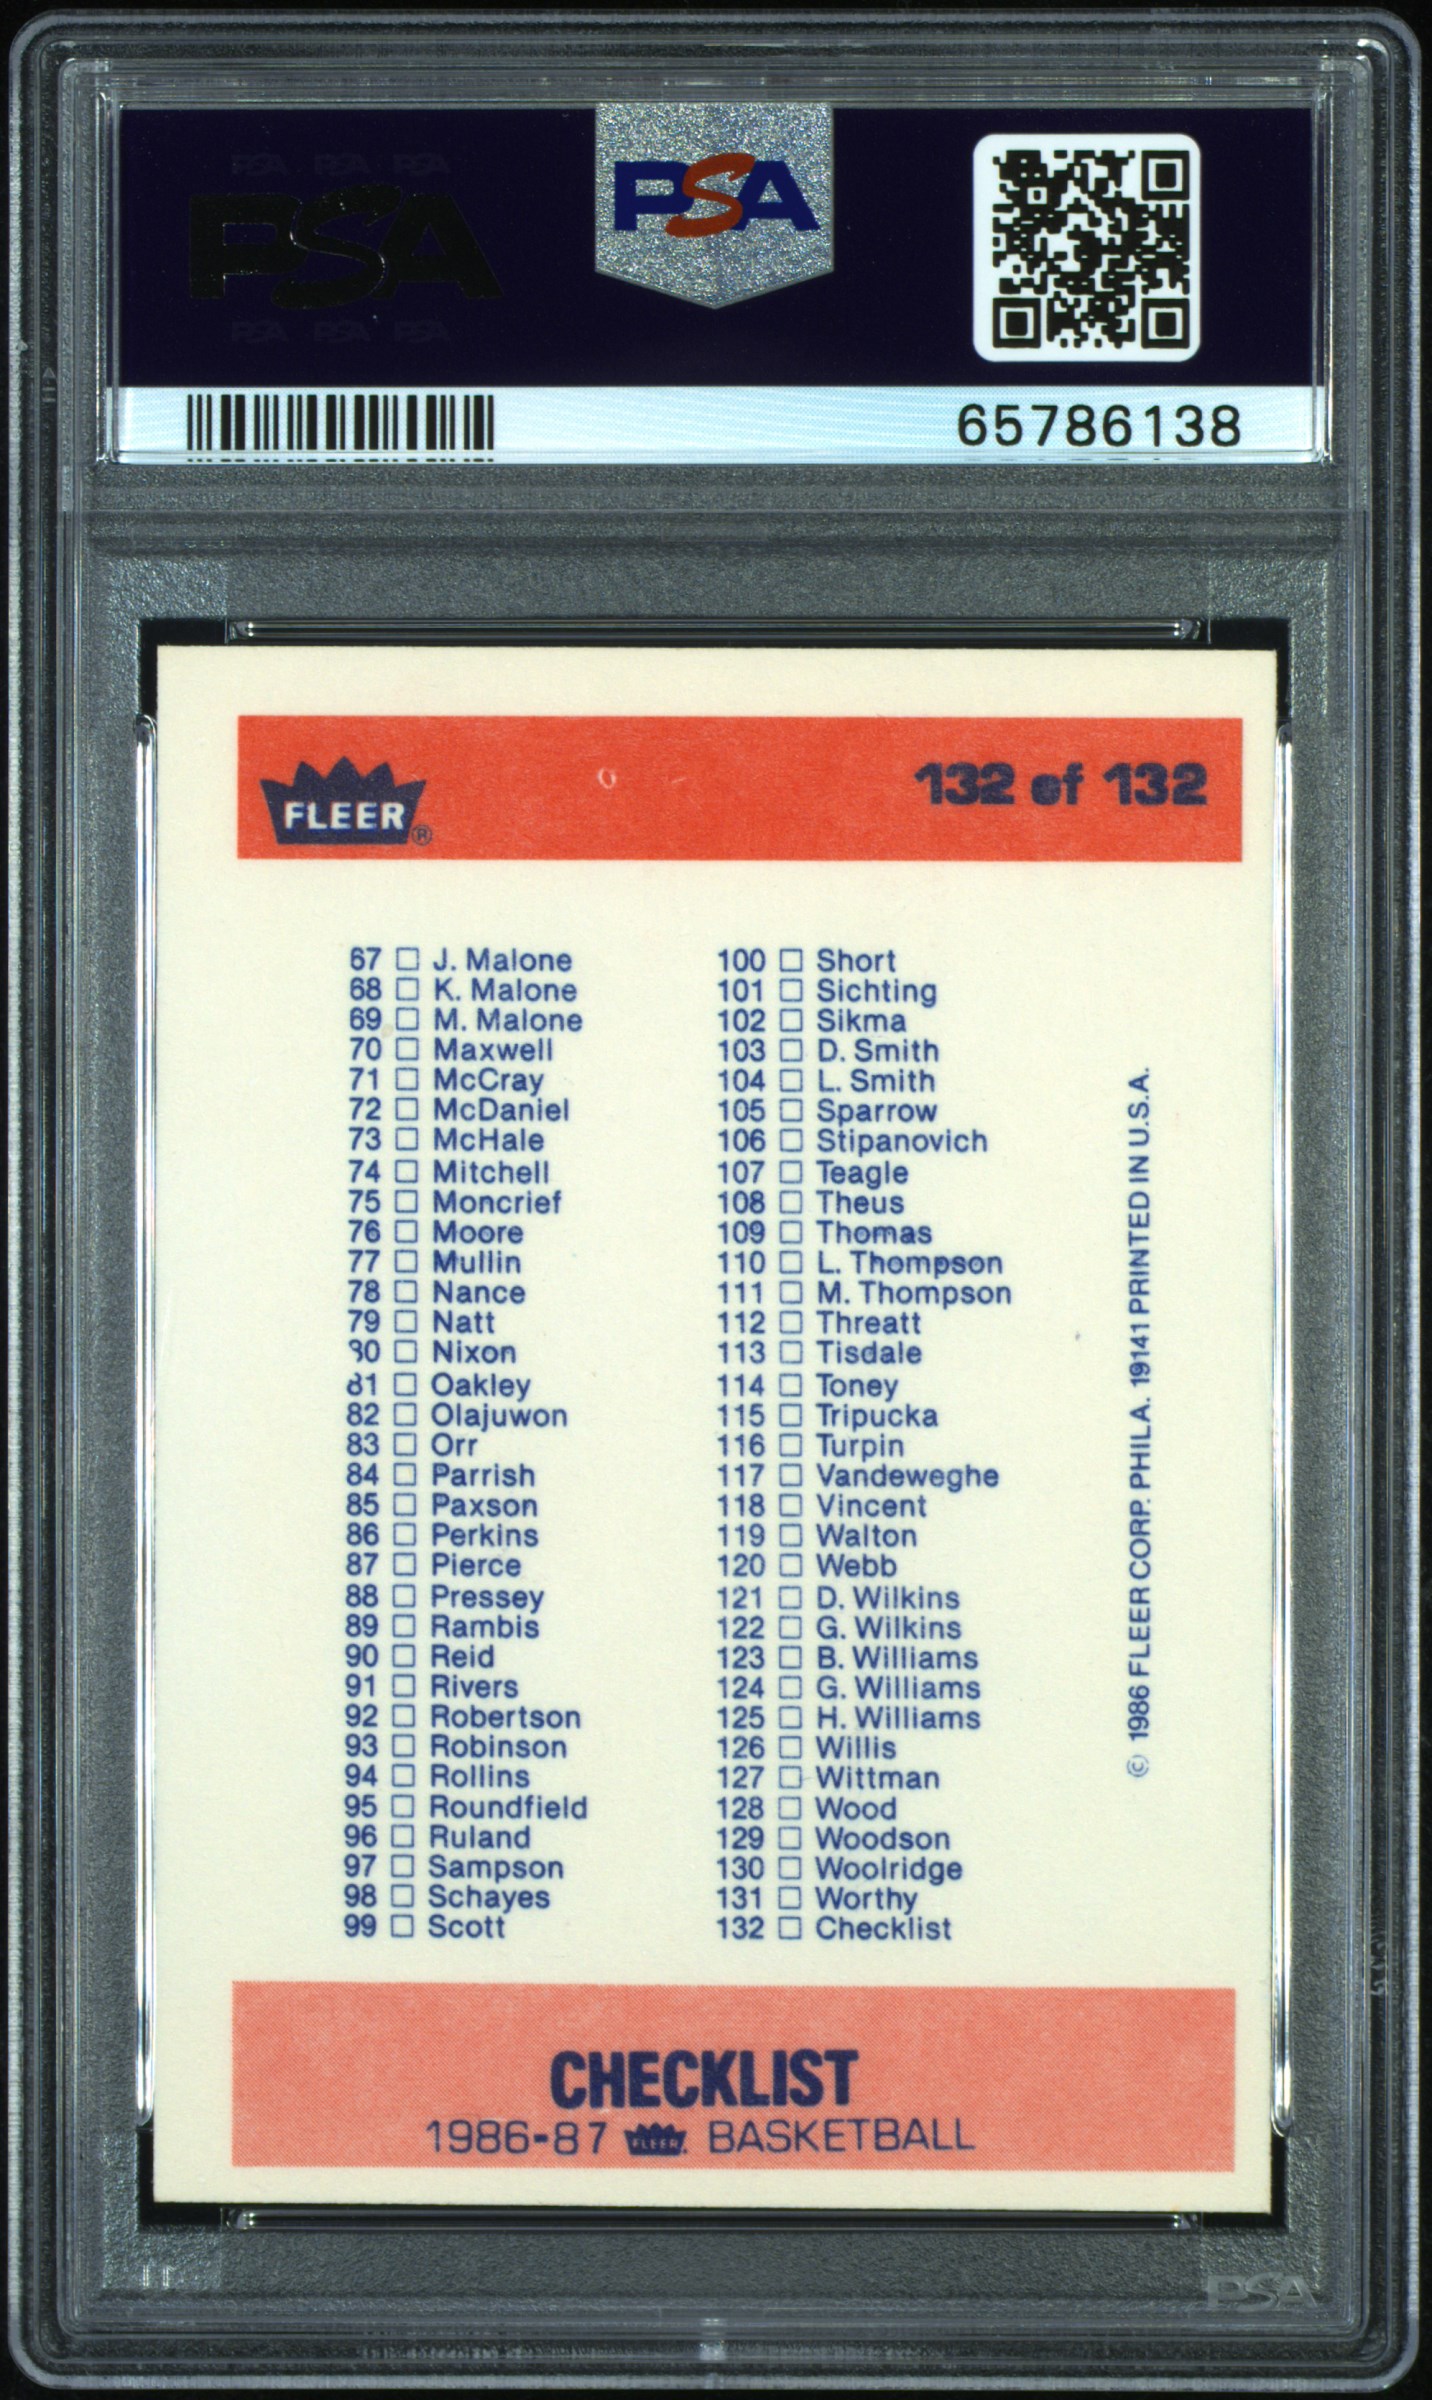 PSA PSA PSA
PSA
PSA PSA PSA
PSA
65786138
FLEER®
132 of 132
67 □ J. Malone
68 □ K. Malone
69 □ M. Malone
70 □ Maxwell
71 □ McCray
72 □ McDaniel
73 □ McHale
74 □ Mitchell
75 □ Moncrief
76 □ Moore
77 □ Mullin
78 □ Nance
79 □ Natt
80 □ Nixon
81 □ Oakley
82 □ Olajuwon
83 □ Orr
84 □ Parrish
85 □ Paxson
86 □ Perkins
87 □ Pierce
88 □ Pressey
89 □ Rambis
90 □ Reid
91 □ Rivers
92 □ Robertson
93 □ Robinson
94 □ Rollins
95 □ Roundfield
96 □ Ruland
97 □ Sampson
98 □ Schayes
99 □ Scott
100 □ Short
101 □ Sichting
102 □ Sikma
103 □ D. Smith
104 □ L. Smith
105 □ Sparrow
106 □ Stipanovich
107 □ Teagle
108 □ Theus
109 □ Thomas
110 □ L. Thompson
111 □ M. Thompson
112 □ Threatt
113 □ Tisdale
114 □ Toney
115 □ Tripucka
116 □ Turpin
117 □ Vandeweghe
118 □ Vincent
119 □ Walton
120 □ Webb
121 □ D. Wilkins
122 □ G. Wilkins
123 □ B. Williams
124 □ G. Williams
125 □ H. Williams
126 □ Willis
127 □ Wittman
128 □ Wood
129 □ Woodson
130 □ Woolridge
131 □ Worthy
132 □ Checklist
© 1986 FLEER CORP. PHILA. 19141 PRINTED IN U.S.A.
CHECKLIST
1986-87 FLEER. BASKETBALL
PSA